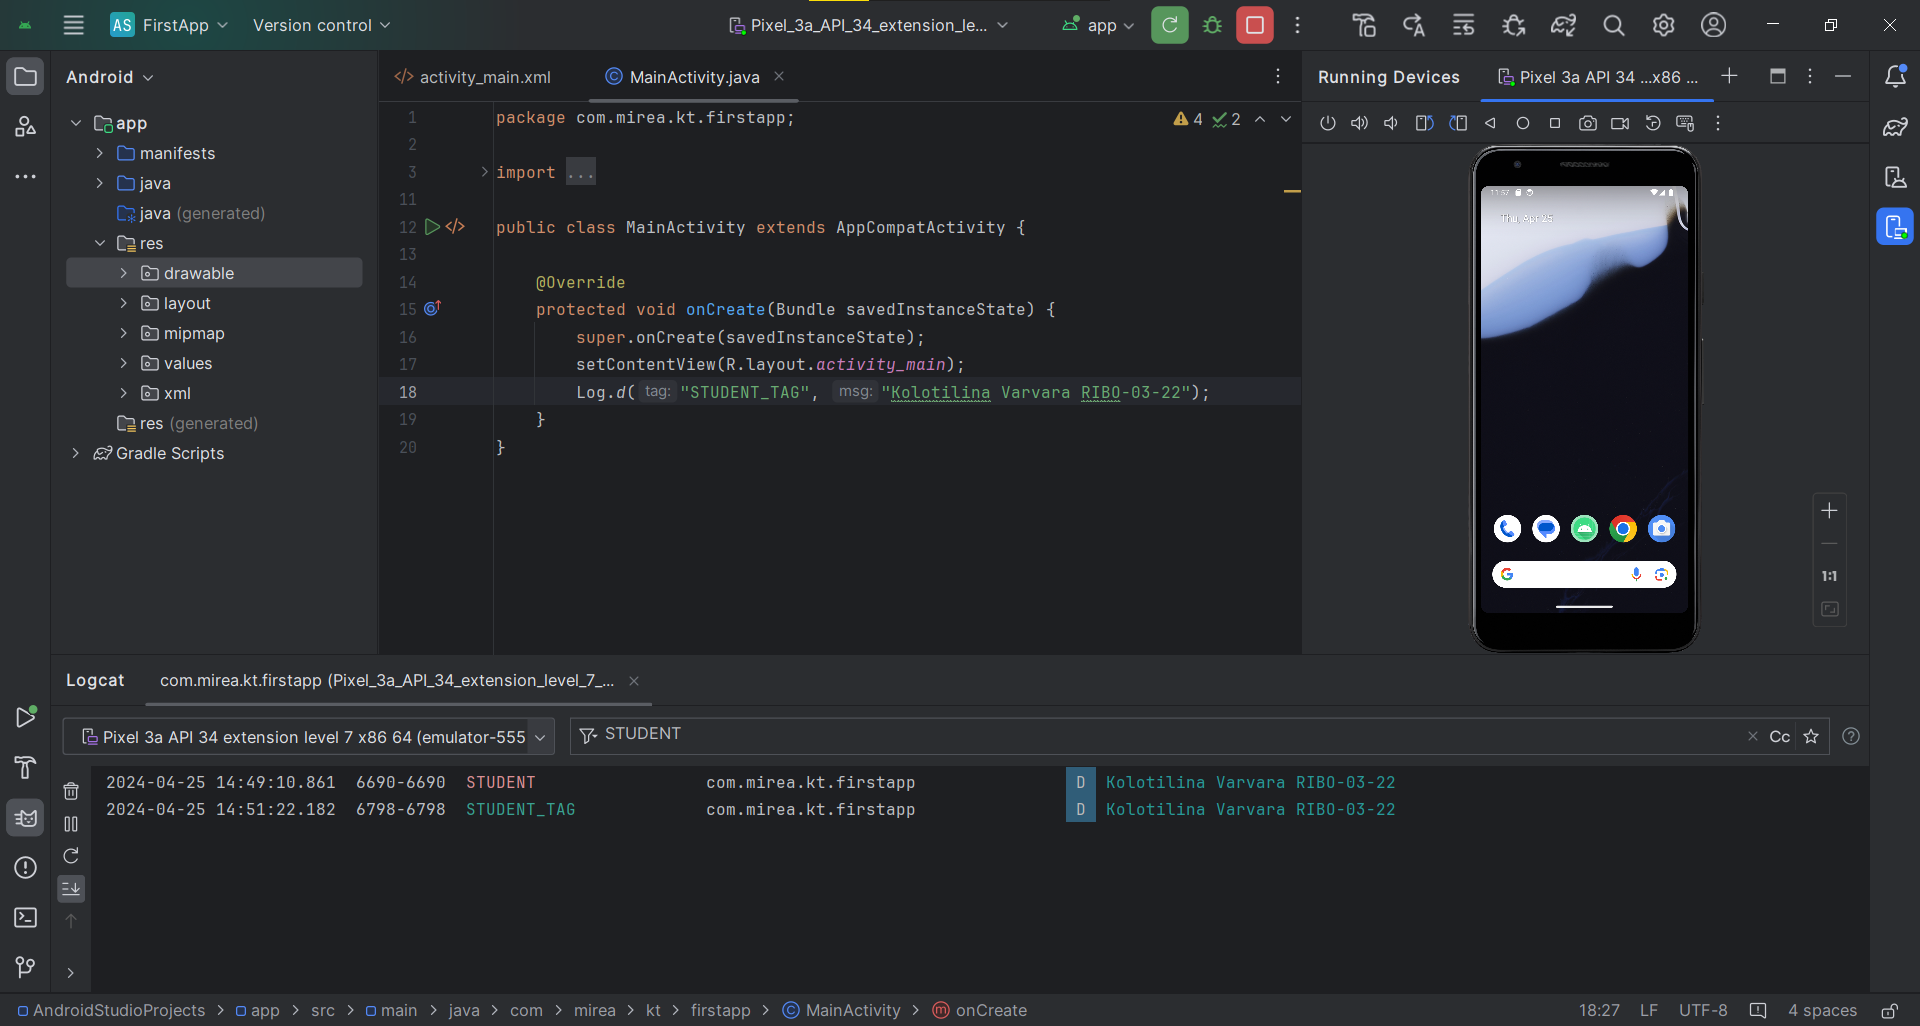 AS FirstApp Version control Pixel_3a_API_34_extension_le... app
Android
app
manifests
java
java (generated)
res
drawable
layout
mipmap
values
xml
res (generated)
Gradle Scripts
activity_main.xml MainActivity.java
4 2
1 package com.mirea.kt.firstapp;
2
3 import ...
11
12 public class MainActivity extends AppCompatActivity {
13
14 @Override
15 protected void onCreate(Bundle savedInstanceState) {
16 super.onCreate(savedInstanceState);
17 setContentView(R.layout.activity_main);
18 Log.d( tag: "STUDENT_TAG", msg: "Kolotilina Varvara RIBO-03-22");
19 }
20 }
Running Devices Pixel 3a API 34 ...x86 ...
11:57
Thu, Apr 25
1:1
Logcat com.mirea.kt.firstapp (Pixel_3a_API_34_extension_level_7_...
Pixel 3a API 34 extension level 7 x86 64 (emulator-555 STUDENT Cc
2024-04-25 14:49:10.861 6690-6690 STUDENT com.mirea.kt.firstapp D Kolotilina Varvara RIBO-03-22
2024-04-25 14:51:22.182 6798-6798 STUDENT_TAG com.mirea.kt.firstapp D Kolotilina Varvara RIBO-03-22
AndroidStudioProjects app src main java com mirea kt firstapp MainActivity onCreate 18:27 LF UTF-8 4 spaces